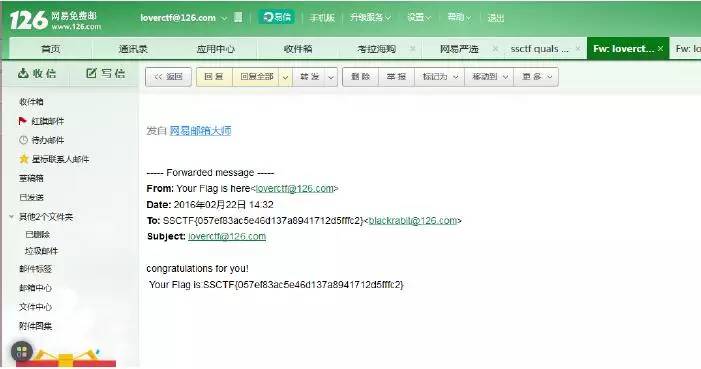 126 网易免费邮
www.126.com
loverctf@126.com 易信 手机版 升级服务 设置 帮助 退出
首页 通讯录 应用中心 收件箱 考拉海购 网易严选 ssctf quals ... Fw: loverct... Fw: l
收信 写信
<< 返回 回复 回复全部 转发 删除 举报 标记为 移动到 更多
收件箱
红旗邮件
待办邮件
星标联系人邮件
草稿箱
已发送
其他2个文件夹
已删除
垃圾邮件
邮件标签
邮箱中心
文件中心
附件图集
发自 网易邮箱大师
----- Forwarded message -----
From: Your Flag is here<loverctf@126.com>
Date: 2016年02月22日 14:32
To: SSCTF{057ef83ac5e46d137a8941712d5fffc2}<blackrabit@126.com>
Subject: loverctf@126.com
congratulations for you!
Your Flag is:SSCTF{057ef83ac5e46d137a8941712d5fffc2}